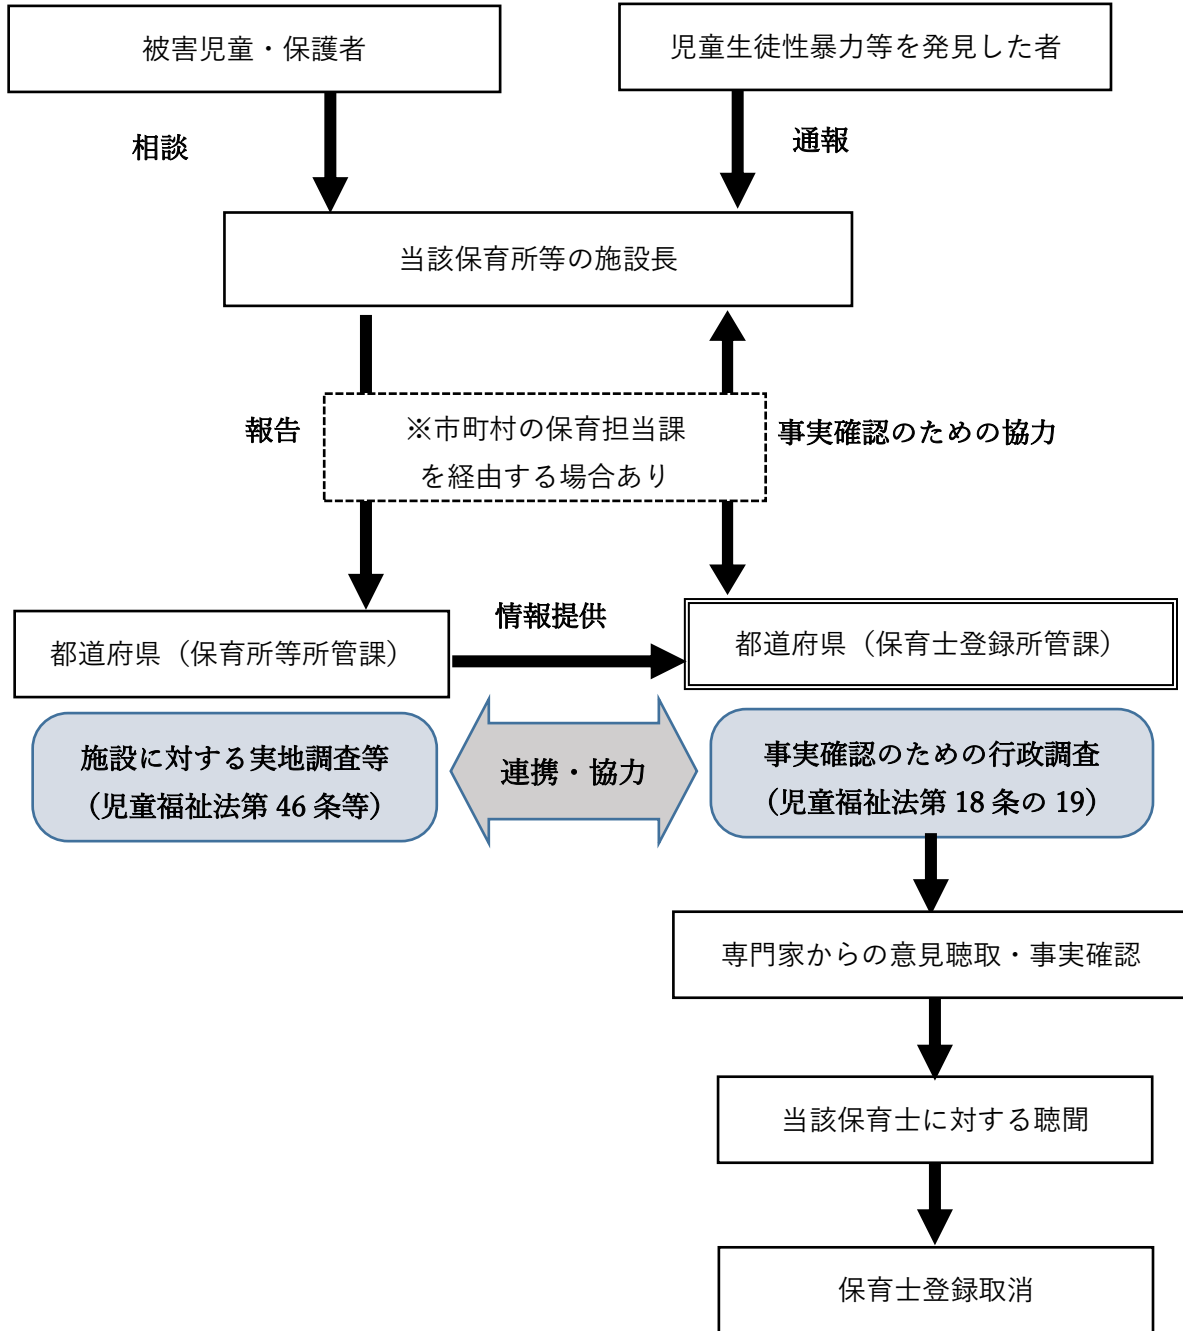 被害児童・保護者
児童生徒性暴力等を発見した者
相談
通報
当該保育所等の施設長
報告
※市町村の保育担当課
を経由する場合あり
事実確認のための協力
情報提供
都道府県（保育所等所管課）
都道府県（保育士登録所管課）
施設に対する実地調査等
（児童福祉法第 46 条等）
連携・協力
事実確認のための行政調査
（児童福祉法第 18 条の 19）
専門家からの意見聴取・事実確認
当該保育士に対する聴聞
保育士登録取消